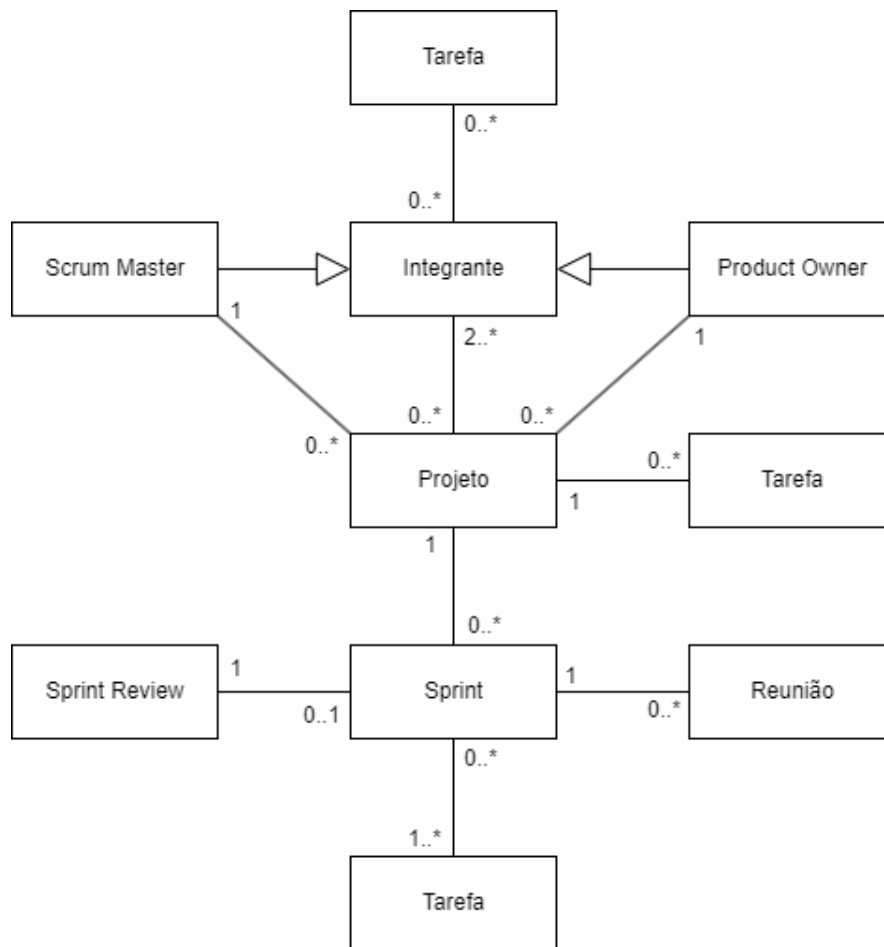 Tarefa
0..*
0..*
Scrum Master
Integrante
Product Owner
1
2..*
1
0..*
0..*
0..*
Projeto
0..*
Tarefa
1
1
0..*
Sprint Review
1
0..1
Sprint
1
0..*
Reunião
0..*
1..*
Tarefa